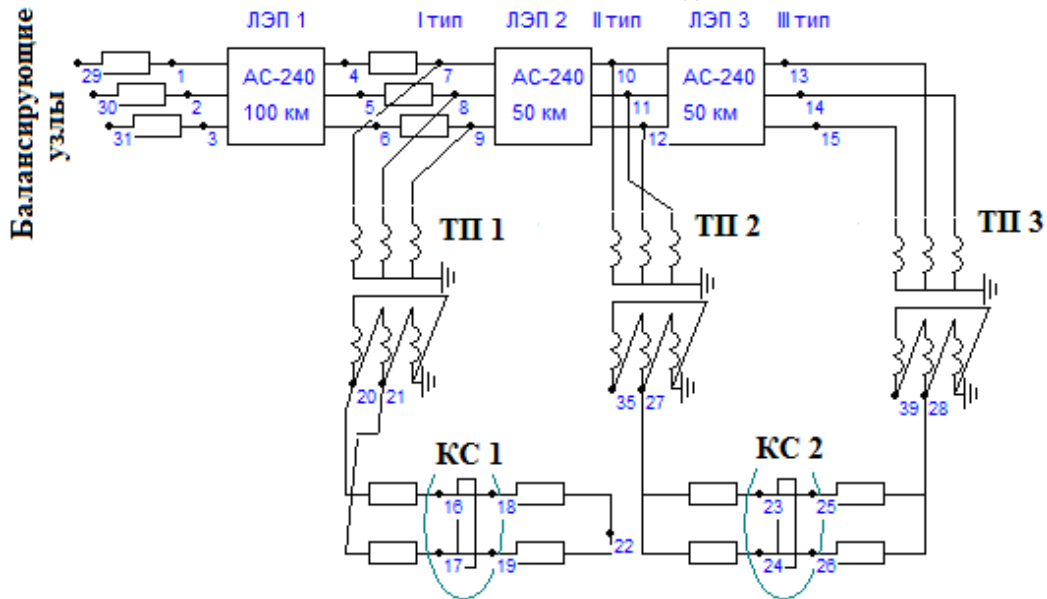 Балансирующие
узлы
ЛЭП 1 I тип ЛЭП 2 II тип ЛЭП 3 III тип
29 1 4 7 10 13
АС-240 АС-240 АС-240
30 2 5 8 11 14
100 км 50 км 50 км
31 3 6 9 12 15
ТП 1 ТП 2 ТП 3
20 21 35 27 39 28
КС 1 КС 2
16 18 23 25
22
17 19 24 26